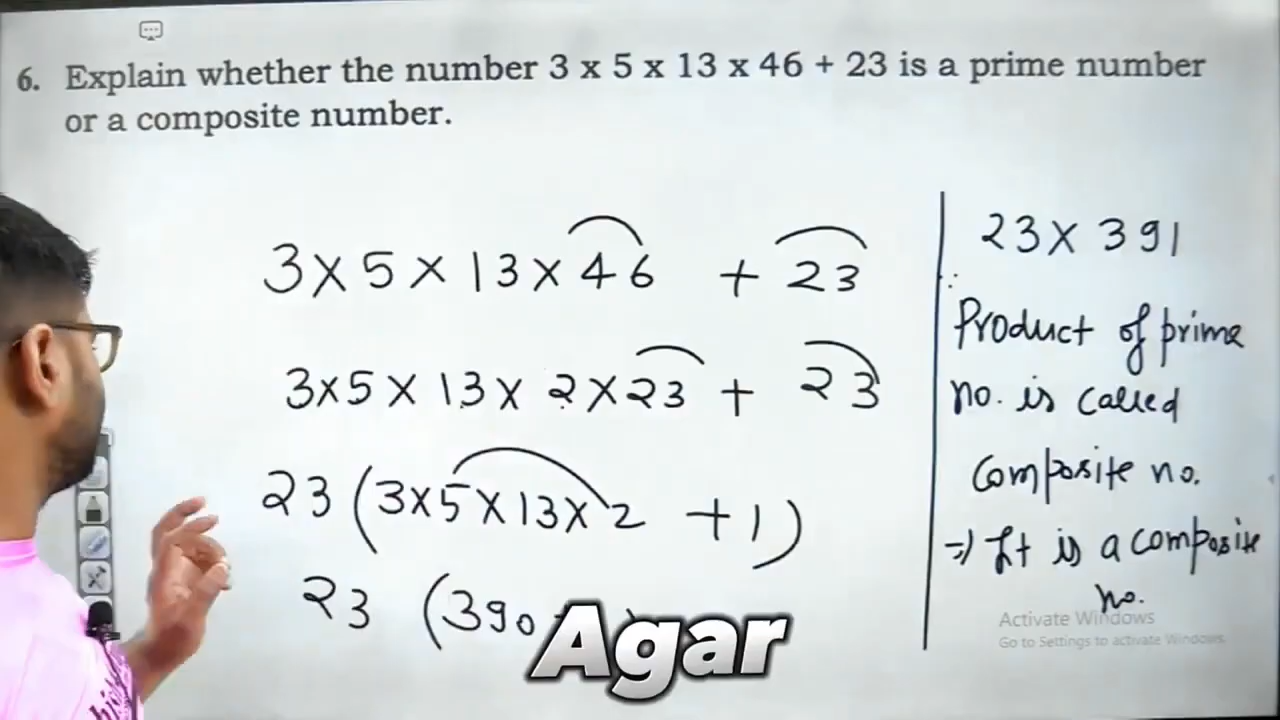 6. Explain whether the number 3 x 5 x 13 x 46 + 23 is a prime number
or a composite number.
3×5×13×46 + 23
3×5×13×2×23 + 23
23 (3×5×13×2 +1)
23 (390
23×391
Product of prime
no. is called
Composite no.
=) It is a composite
no.
Agar
Activate Windows
Go to Settings to activate Windows.